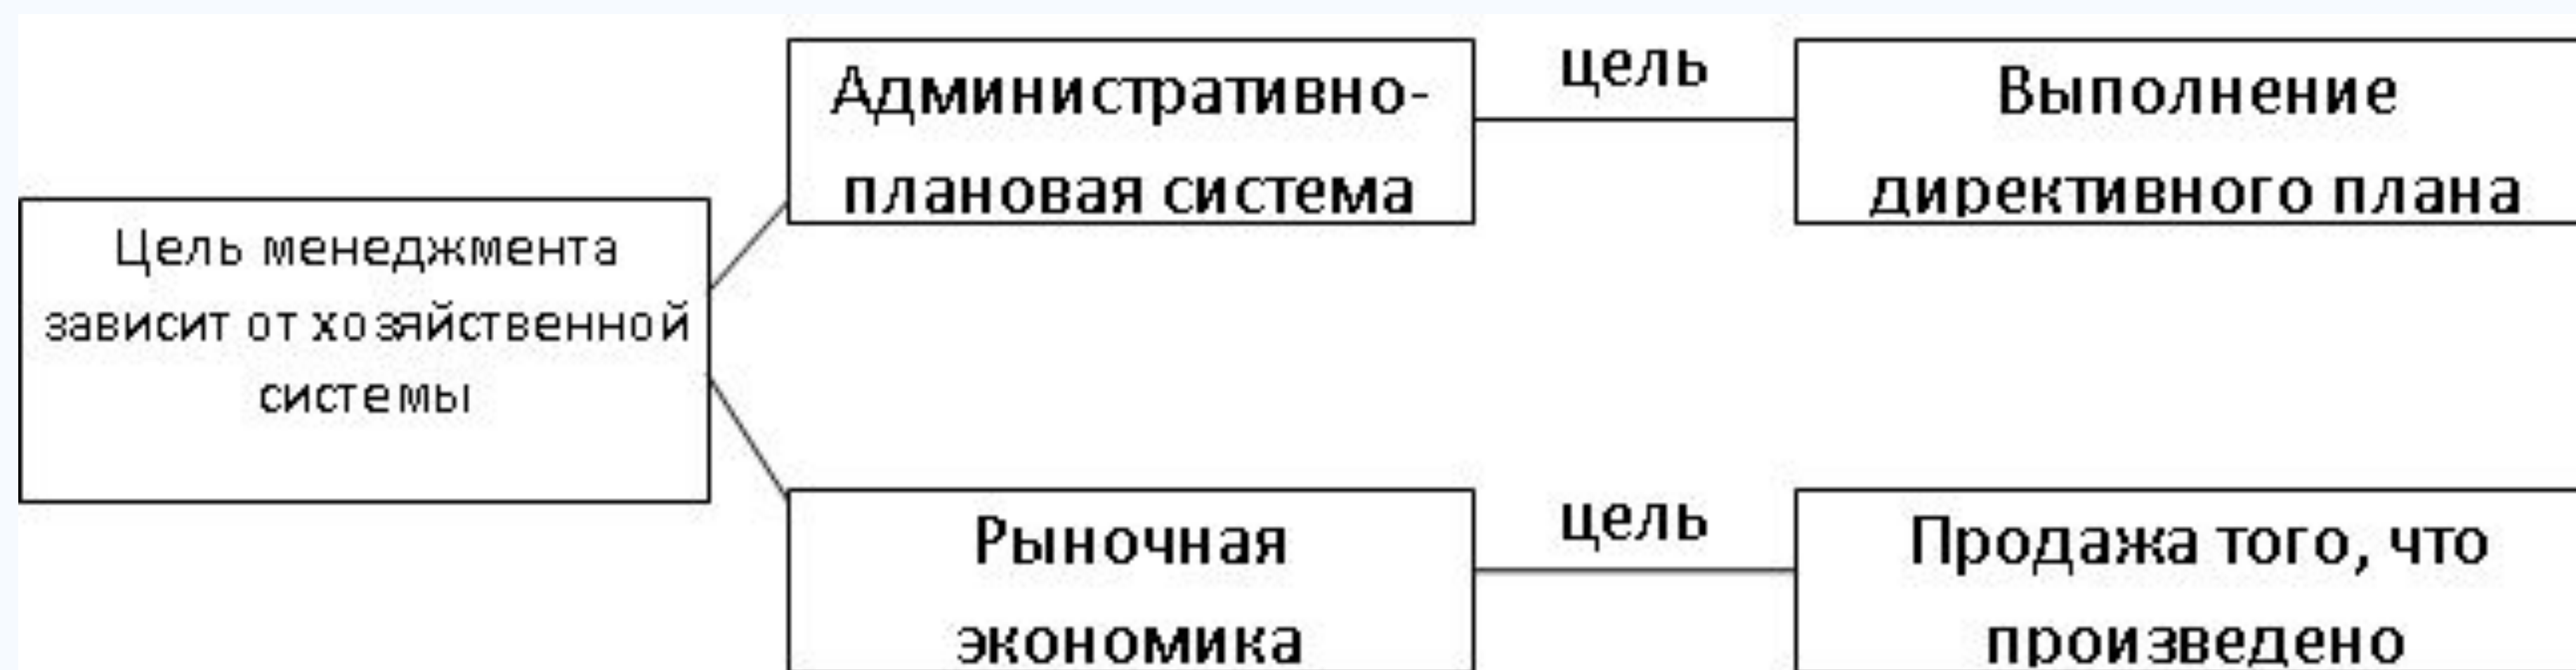 Цель менеджмента
зависит от хозяйственной
системы
Административно-
плановая система
цель
Выполнение
директивного плана
Рыночная
экономика
цель
Продажа того, что
произведено